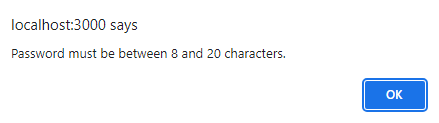 localhost:3000 says
Password must be between 8 and 20 characters.
OK